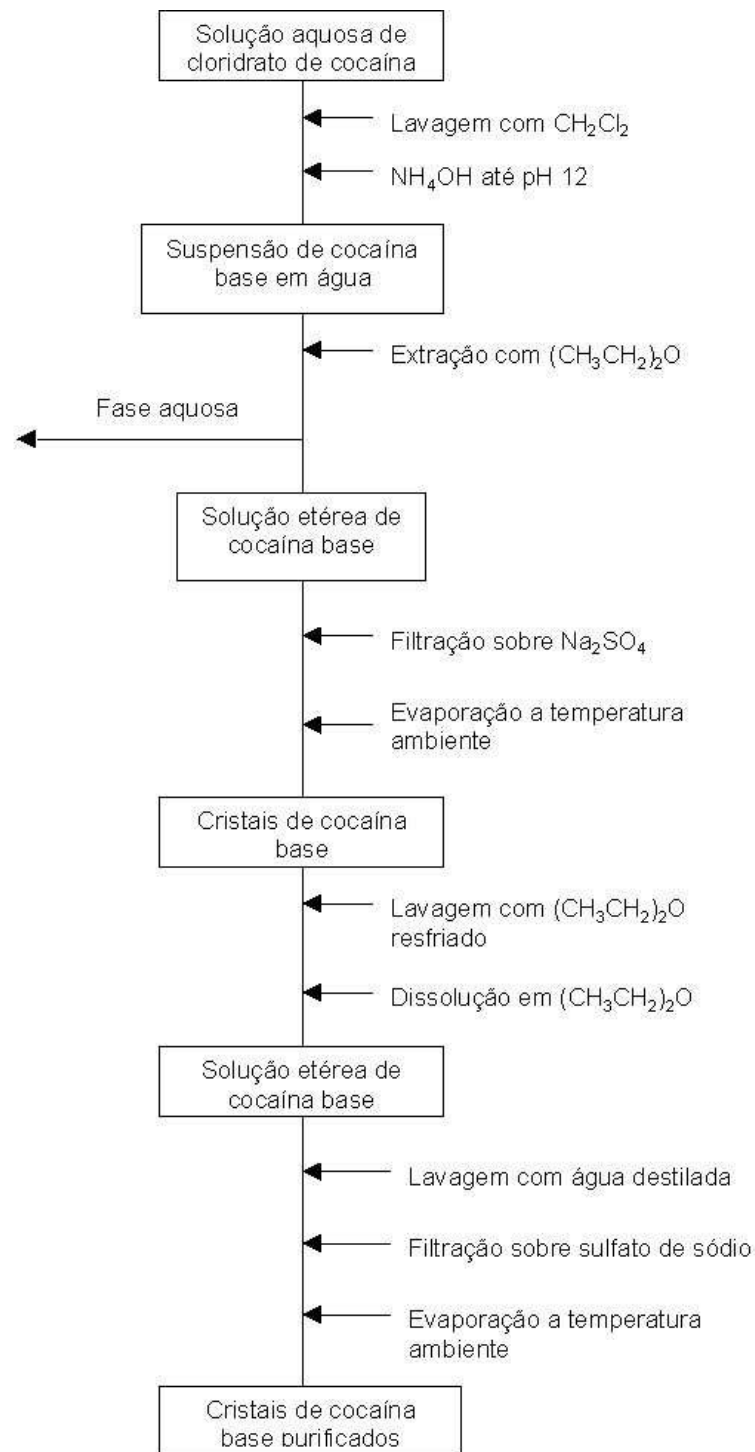 Solução aquosa de
cloridrato de cocaína
Lavagem com CH₂Cl₂
NH₄OH até pH 12
Suspensão de cocaína
base em água
Extração com (CH₃CH₂)₂O
Fase aquosa
Solução etérea de
cocaína base
Filtração sobre Na₂SO₄
Evaporação a temperatura
ambiente
Cristais de cocaína
base
Lavagem com (CH₃CH₂)₂O
resfriado
Dissolução em (CH₃CH₂)₂O
Solução etérea de
cocaína base
Lavagem com água destilada
Filtração sobre sulfato de sódio
Evaporação a temperatura
ambiente
Cristais de cocaína
base purificados